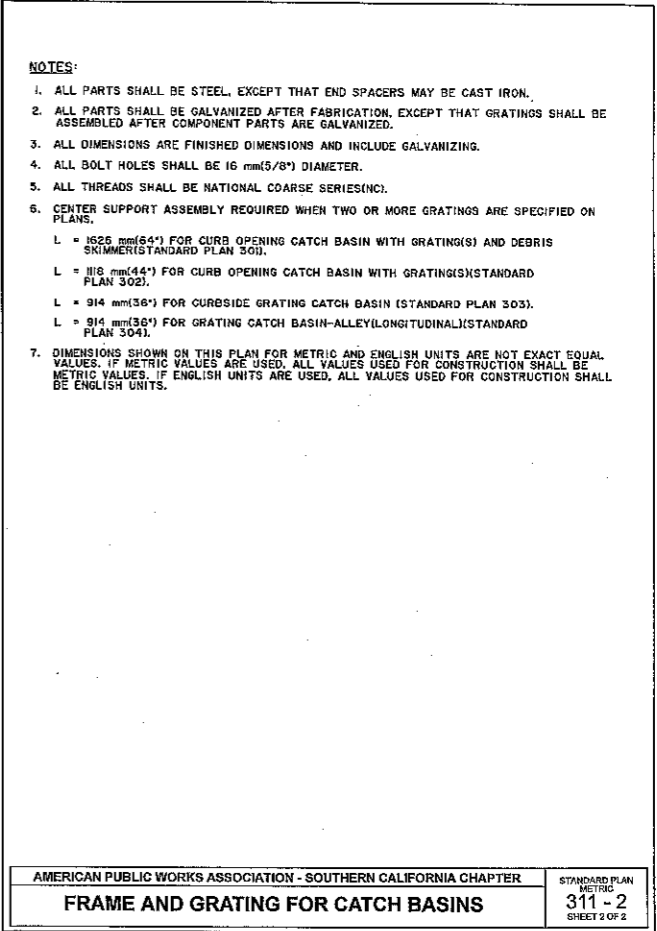 NOTES:
1. ALL PARTS SHALL BE STEEL, EXCEPT THAT END SPACERS MAY BE CAST IRON.
2. ALL PARTS SHALL BE GALVANIZED AFTER FABRICATION, EXCEPT THAT GRATINGS SHALL BE
ASSEMBLED AFTER COMPONENT PARTS ARE GALVANIZED.
3. ALL DIMENSIONS ARE FINISHED DIMENSIONS AND INCLUDE GALVANIZING.
4. ALL BOLT HOLES SHALL BE 16 mm(5/8") DIAMETER.
5. ALL THREADS SHALL BE NATIONAL COARSE SERIES(NC).
6. CENTER SUPPORT ASSEMBLY REQUIRED WHEN TWO OR MORE GRATINGS ARE SPECIFIED ON
PLANS.
L = 1626 mm(64") FOR CURB OPENING CATCH BASIN WITH GRATING(S) AND DEBRIS
SKIMMER(STANDARD PLAN 301).
L = 1118 mm(44") FOR CURB OPENING CATCH BASIN WITH GRATING(S)(STANDARD
PLAN 302).
L = 914 mm(36") FOR CURBSIDE GRATING CATCH BASIN (STANDARD PLAN 303).
L = 914 mm(36") FOR GRATING CATCH BASIN-ALLEY(LONGITUDINAL)(STANDARD
PLAN 304).
7. DIMENSIONS SHOWN ON THIS PLAN FOR METRIC AND ENGLISH UNITS ARE NOT EXACT EQUAL
VALUES. IF METRIC VALUES ARE USED, ALL VALUES USED FOR CONSTRUCTION SHALL BE
METRIC VALUES. IF ENGLISH UNITS ARE USED, ALL VALUES USED FOR CONSTRUCTION SHALL
BE ENGLISH UNITS.
AMERICAN PUBLIC WORKS ASSOCIATION - SOUTHERN CALIFORNIA CHAPTER
FRAME AND GRATING FOR CATCH BASINS
STANDARD PLAN
METRIC
311 - 2
SHEET 2 OF 2